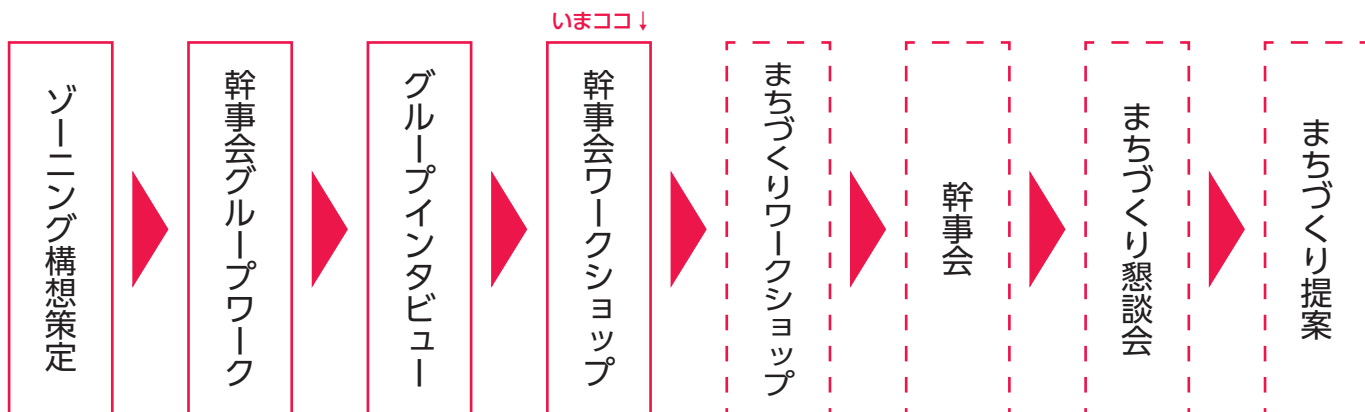 いまココ↓
ゾーニング構想策定
幹事会グループワーク
グループインタビュー
幹事会ワークショップ
まちづくりワークショップ
幹事会
まちづくり懇談会
まちづくり提案